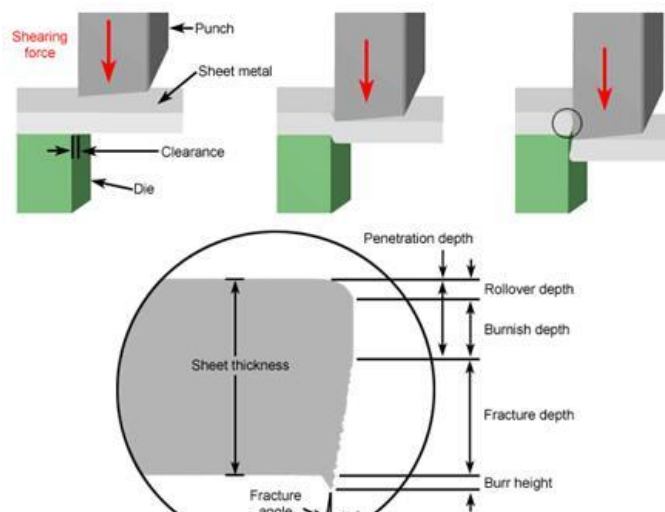 Shearing
force
Punch
Sheet metal
Clearance
Die
Penetration depth
Rollover depth
Burnish depth
Sheet thickness
Fracture depth
Burr height
Fracture
angle